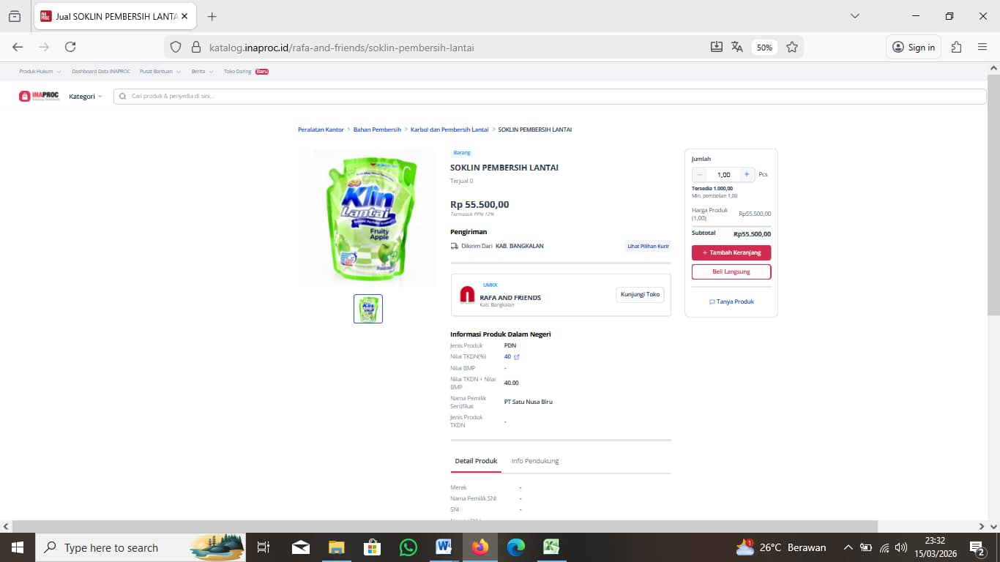 Jual SOKLIN PEMBERSIH LANTA
katalog.inaproc.id/rafa-and-friends/soklin-pembersih-lantai
50%
Sign in
Produk Hukum
Dashboard Data INAPROC
Pusat Bantuan
Berita
Toko Daring
Baru
INAPROC
Kategori
Cari produk & penyedia di sini...
Peralatan Kantor > Bahan Pembersih > Karbol dan Pembersih Lantai > SOKLIN PEMBERSIH LANTAI
Klin
Lantai
Fruity
Apple
Barang
SOKLIN PEMBERSIH LANTAI
Terjual 0
Rp 55.500,00
Termasuk PPN 12%
Pengiriman
Dikirim Dari KAB. BANGKALAN
Lihat Pilihan Kurir
UMKK
RAFA AND FRIENDS
Kab. Bangkalan
Kunjungi Toko
Informasi Produk Dalam Negeri
Jenis Produk PDN
Nilai TKDN(%) 40
Nilai BMP -
Nilai TKDN + Nilai BMP 40.00
Nama Pemilik Sertifikat PT Satu Nusa Biru
Jenis Produk TKDN -
Detail Produk
Info Pendukung
Merek -
Nama Pemilik SNI -
SNI -
Jumlah
1,00 Pcs
Tersedia 1.000,00
Min. pembelian 1,00
Harga Produk (1,00) Rp55.500,00
Subtotal Rp55.500,00
+ Tambah Keranjang
Beli Langsung
Tanya Produk
Type here to search
26°C Berawan
23:32
15/03/2026